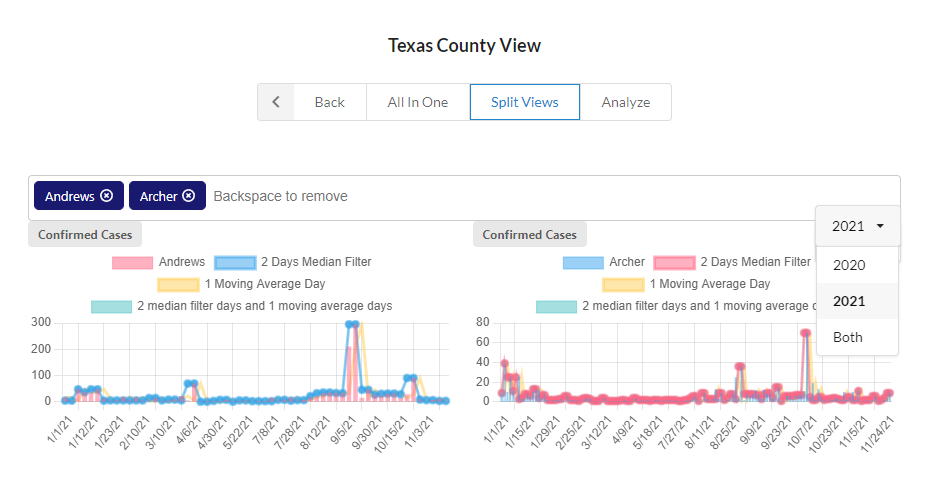 Texas County View
Back All In One Split Views Analyze
Andrews Archer Backspace to remove
2021
2020
2021
Both
Confirmed Cases
Andrews 2 Days Median Filter
1 Moving Average Day
2 median filter days and 1 moving average days
300
200
100
0
1/1/21 1/12/21 1/23/21 2/10/21 3/10/21 4/6/21 4/30/21 5/22/21 7/8/21 7/28/21 8/12/21 9/5/21 9/30/21 10/15/21 11/3/21
Confirmed Cases
Archer 2 Days Median Filter
1 Moving Average Day
2 median filter days and 1 moving average
80
60
40
20
0
1/1/21 1/15/21 1/29/21 2/25/21 3/12/21 4/9/21 5/18/21 7/27/21 8/11/21 8/25/21 9/9/21 9/23/21 10/7/21 10/23/21 11/5/21 11/24/21